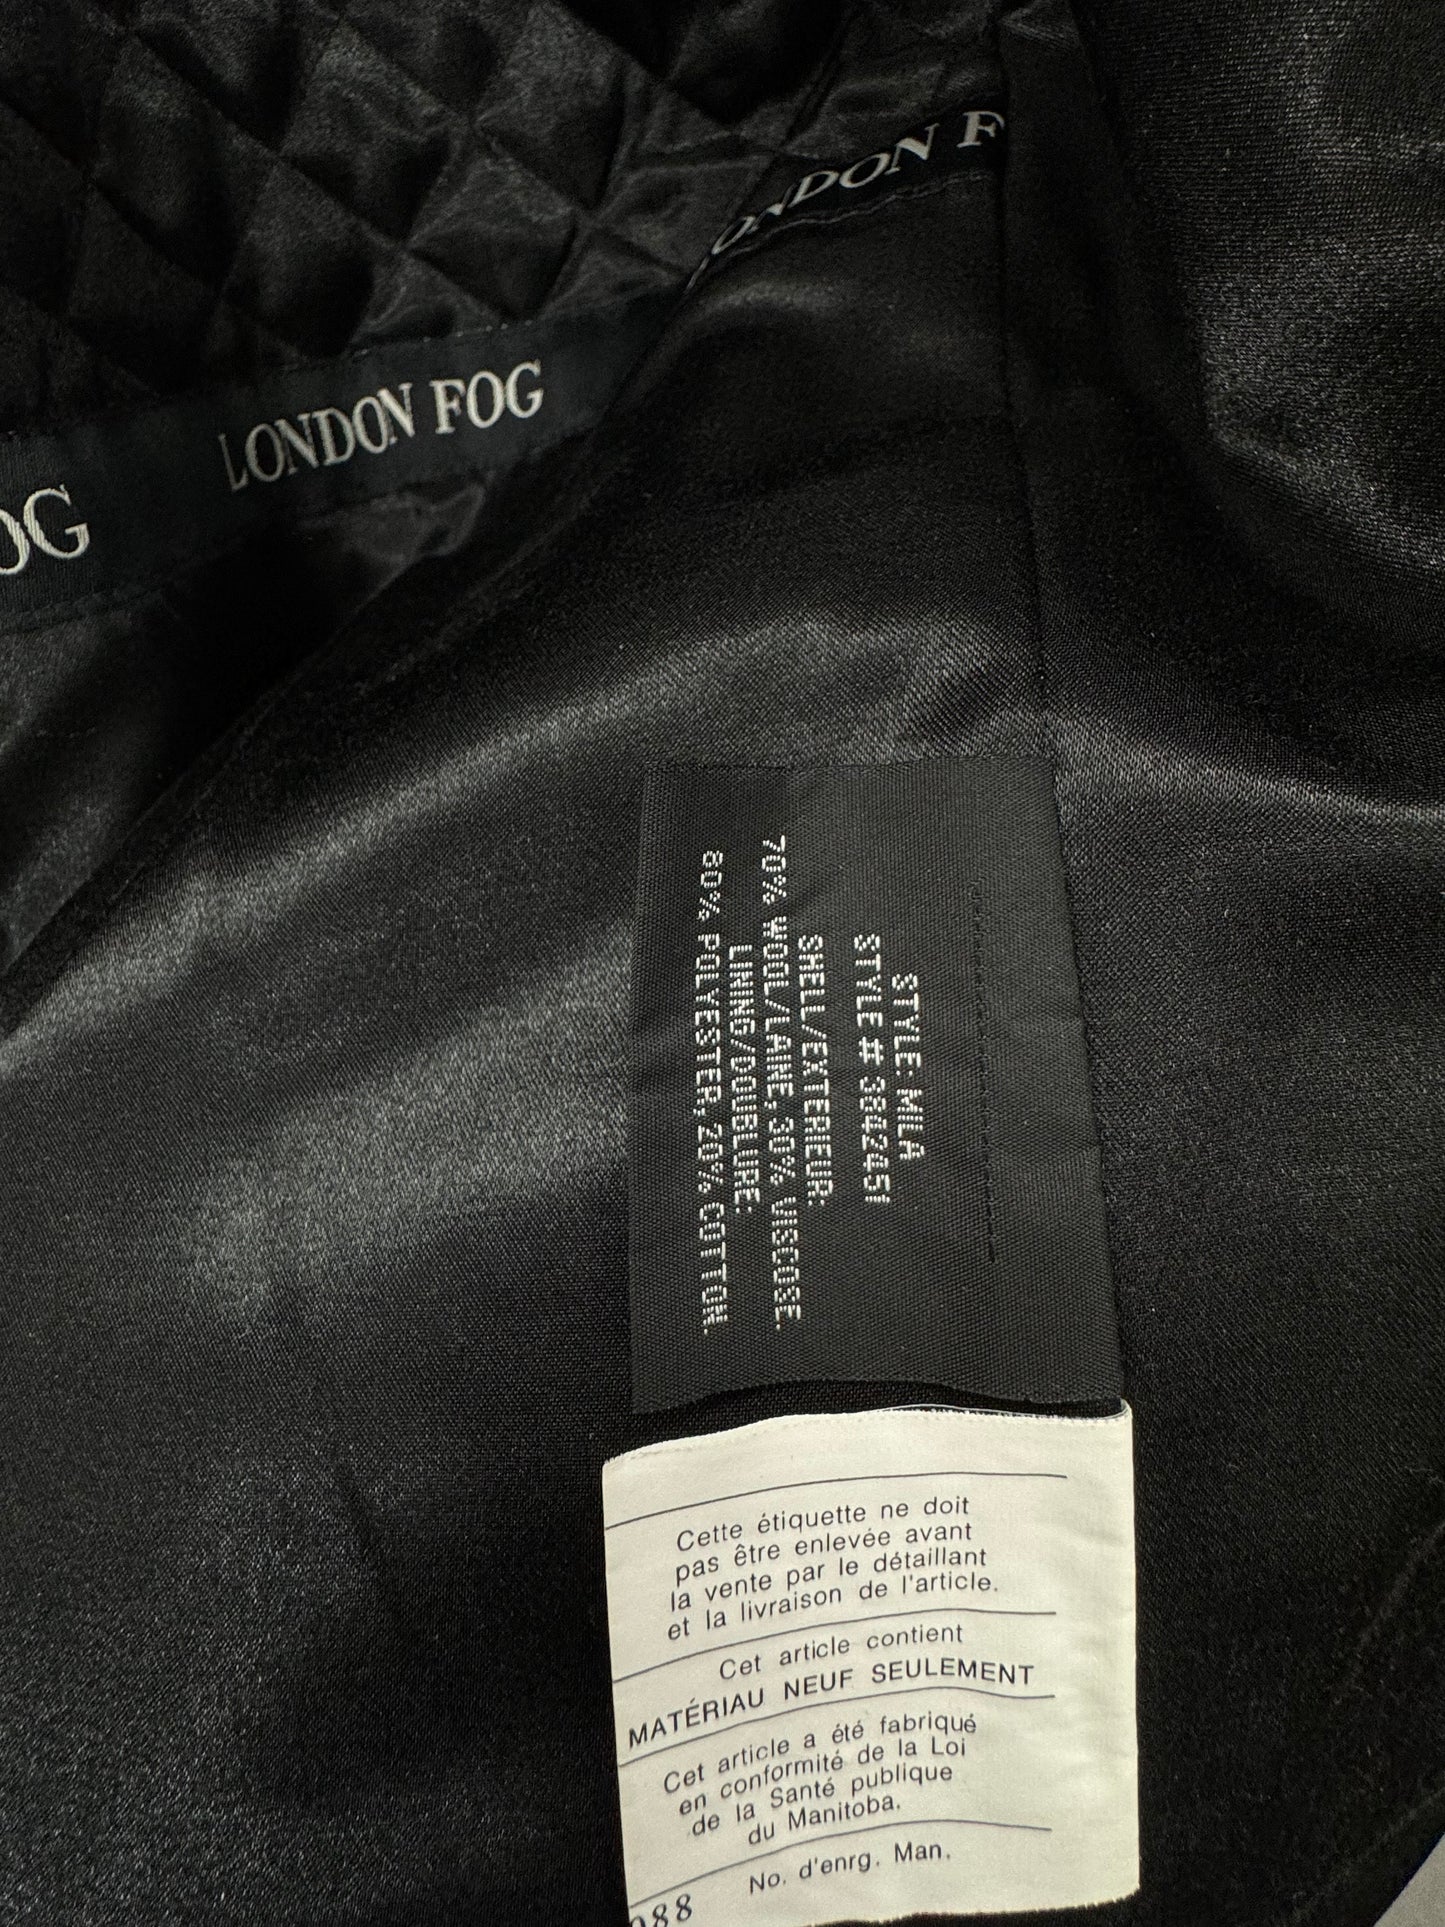 LONDON F
LONDON FOG
OG
STYLE: MILA
STYLE # 3842451
SHELL/EXTERIEUR:
70% WOOL/LAINE, 30% VISCOSE.
LINING/DOUBLURE:
80% POLYESTER, 20% COTTON.
Cette étiquette ne doit
pas être enlevée avant
la vente par le détaillant
et la livraison de l'article.
Cet article contient
MATÉRIAU NEUF SEULEMENT
Cet article a été fabriqué
en conformité de la Loi
de la Santé publique
du Manitoba.
No. d'enrg. Man.
088